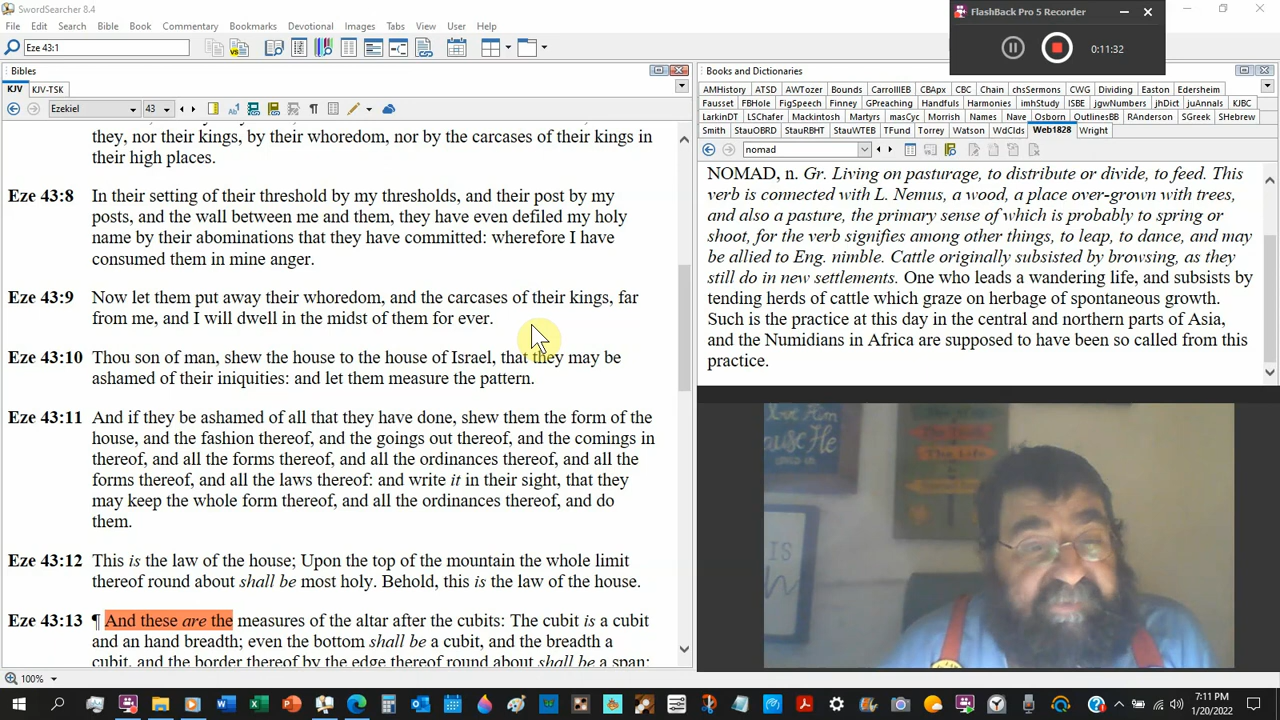 SwordSearcher 8.4
FlashBack Pro 5 Recorder
0:11:32
File Edit Search Bible Book Commentary Bookmarks Devotional Images Tabs View User Help
Eze 43:1
Bibles
KJV KJV-TSK
Ezekiel 43
they, nor their kings, by their whoredom, nor by the carcases of their kings in
their high places.
Eze 43:8 In their setting of their threshold by my thresholds, and their post by my
posts, and the wall between me and them, they have even defiled my holy
name by their abominations that they have committed: wherefore I have
consumed them in mine anger.
Eze 43:9 Now let them put away their whoredom, and the carcases of their kings, far
from me, and I will dwell in the midst of them for ever.
Eze 43:10 Thou son of man, shew the house to the house of Israel, that they may be
ashamed of their iniquities: and let them measure the pattern.
Eze 43:11 And if they be ashamed of all that they have done, shew them the form of the
house, and the fashion thereof, and the goings out thereof, and the comings in
thereof, and all the forms thereof, and all the ordinances thereof, and all the
forms thereof, and all the laws thereof: and write it in their sight, that they
may keep the whole form thereof, and all the ordinances thereof, and do
them.
Eze 43:12 This is the law of the house; Upon the top of the mountain the whole limit
thereof round about shall be most holy. Behold, this is the law of the house.
Eze 43:13 ¶ And these are the measures of the altar after the cubits: The cubit is a cubit
and an hand breadth; even the bottom shall be a cubit, and the breadth a
cubit, and the border thereof by the edge thereof round about shall be a span:
100%
Books and Dictionaries
AMHistory ATSD AWTozer Bounds CarrollIEB CBApx CBC Chain chsSermons CWG Dividing Easton Edersheim
Fausset FBHole FigSpeech Finney GPreaching Handfuls Harmonies imhStudy ISBE jgwNumbers jhDict juAnnals KJBC
LarkinDT LSChafer Mackintosh Martyrs masCyc Morrish Names Nave Osborn OutlinesBB RAnderson SGreek SHebrew
Smith StauOBRD StauRBHT StauWTEB TFund Torrey Watson WdClds Web1828 Wright
nomad
NOMAD, n. Gr. Living on pasturage, to distribute or divide, to feed. This
verb is connected with L. Nemus, a wood, a place over-grown with trees,
and also a pasture, the primary sense of which is probably to spring or
shoot, for the verb signifies among other things, to leap, to dance, and may
be allied to Eng. nimble. Cattle originally subsisted by browsing, as they
still do in new settlements. One who leads a wandering life, and subsists by
tending herds of cattle which graze on herbage of spontaneous growth.
Such is the practice at this day in the central and northern parts of Asia,
and the Numidians in Africa are supposed to have been so called from this
practice.
7:11 PM
1/20/2022